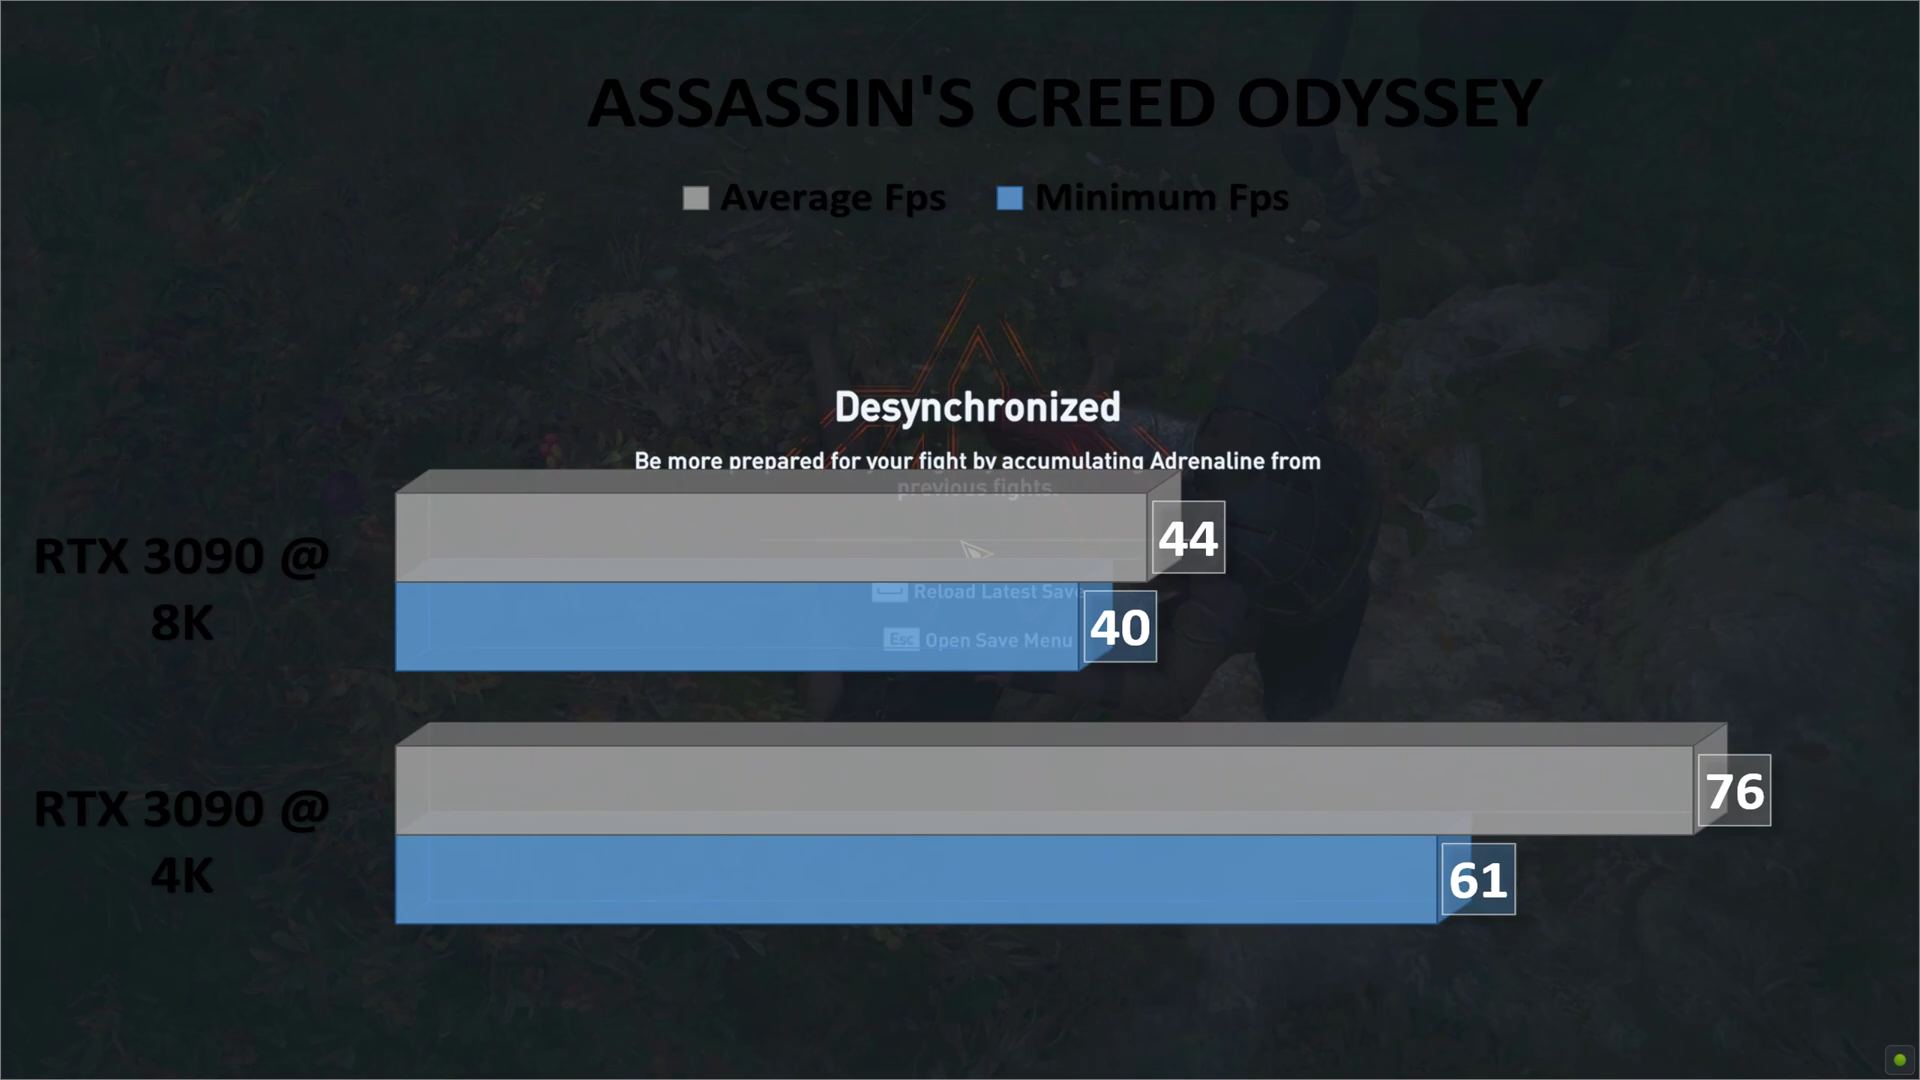 ASSASSIN'S CREED ODYSSEY
Average Fps
Minimum Fps
Desynchronized
Be more prepared for your fight by accumulating Adrenaline from
previous fights.
RTX 3090 @
8K
44
Reload Latest Save
40
Esc Open Save Menu
RTX 3090 @
4K
76
61